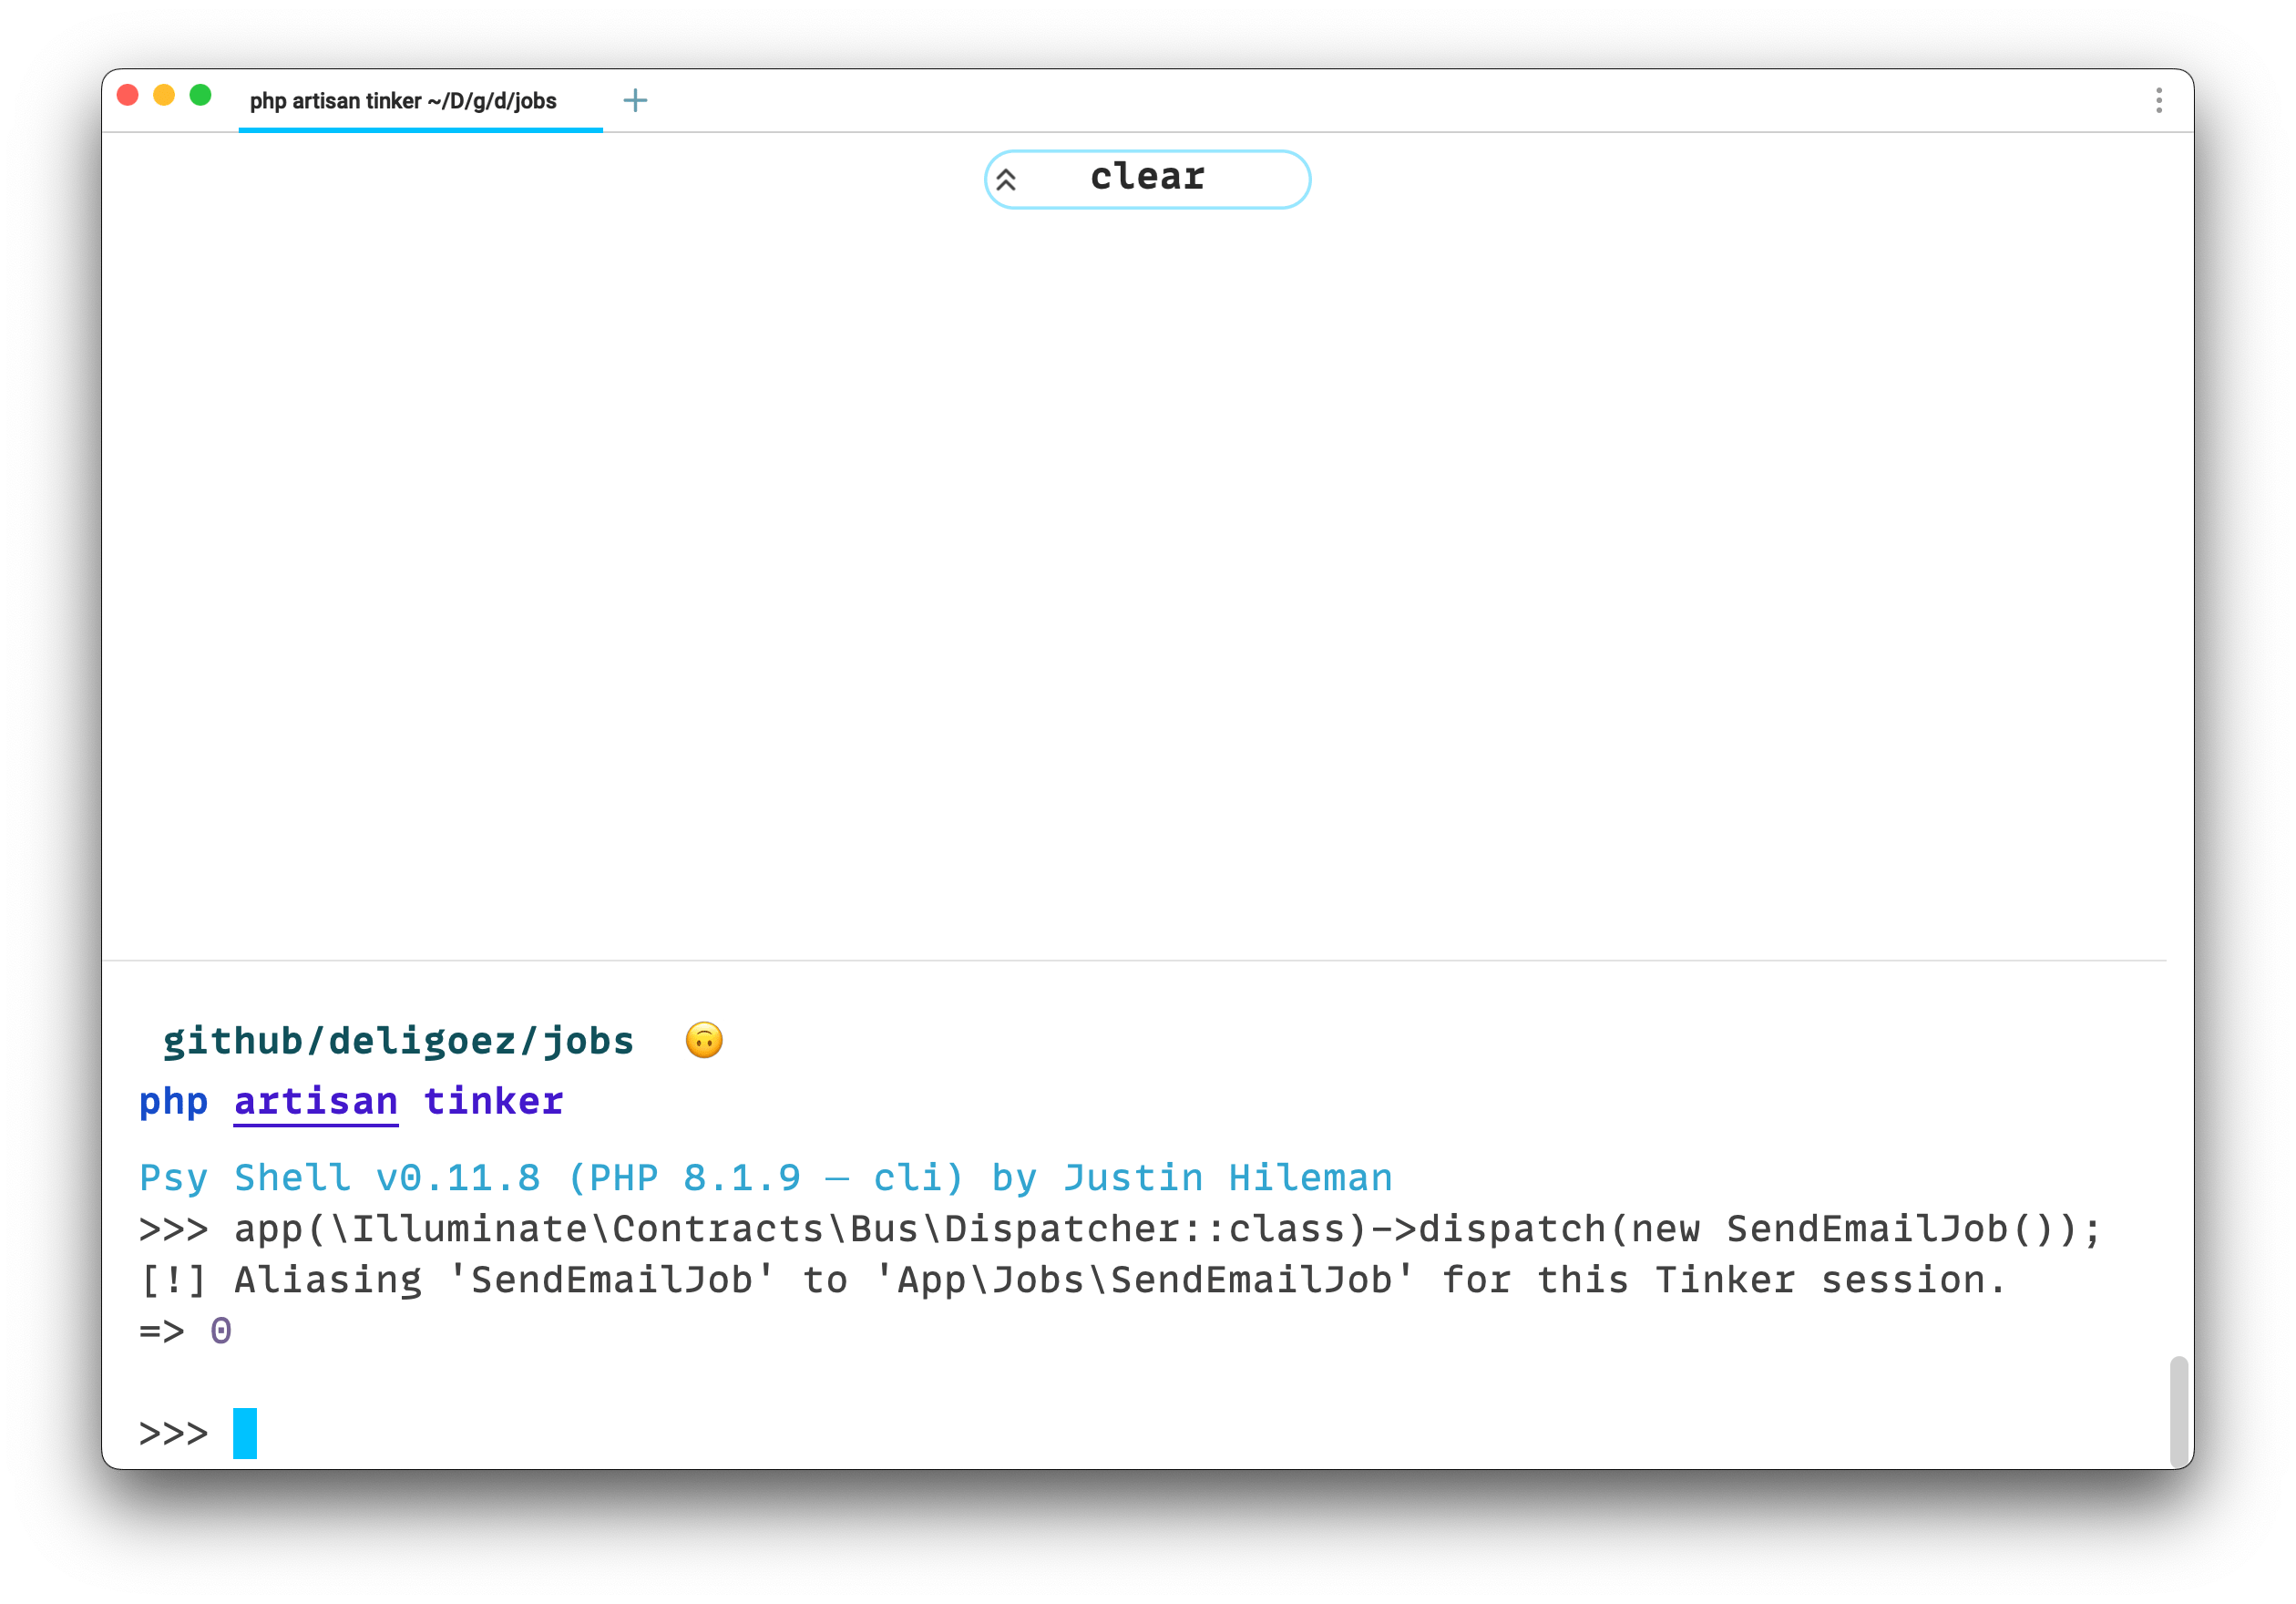 php artisan tinker ~/D/g/d/jobs
clear
github/deligoez/jobs 🙃
php artisan tinker
Psy Shell v0.11.8 (PHP 8.1.9 — cli) by Justin Hileman
>>> app(\Illuminate\Contracts\Bus\Dispatcher::class)->dispatch(new SendEmailJob());
[!] Aliasing 'SendEmailJob' to 'App\Jobs\SendEmailJob' for this Tinker session.
=> 0
>>>